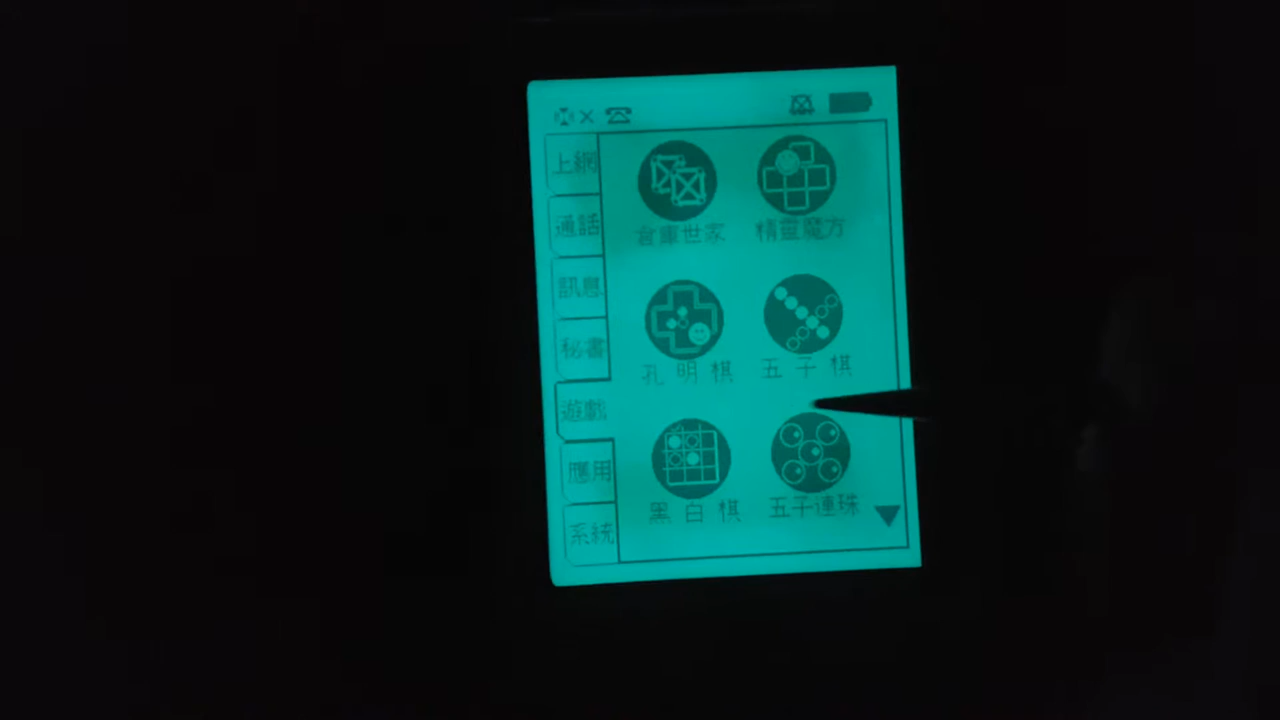 上網
通話
訊息
秘書
遊戲
應用
系統
倉庫世家
精靈魔方
孔明棋
五子棋
黑白棋
五子連珠